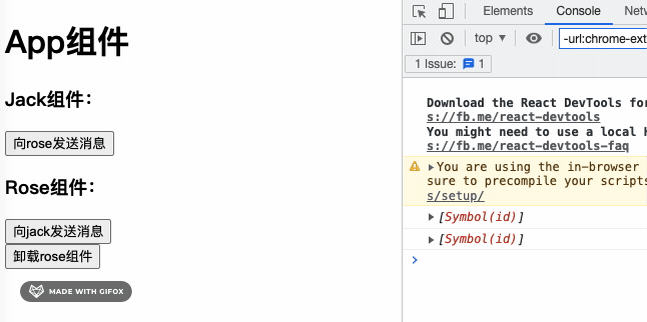 App组件
Jack组件：
向rose发送消息
Rose组件：
向jack发送消息
卸载rose组件
MADE WITH GIFOX
Elements Console
top ▼ -url:chrome-ext
1 Issue: 1
Download the React DevTools for
s://fb.me/react-devtools
You might need to use a local
s://fb.me/react-devtools-faq
You are using the in-browser
sure to precompile your scripts
s/setup/
▶ [Symbol(id)]
▶ [Symbol(id)]